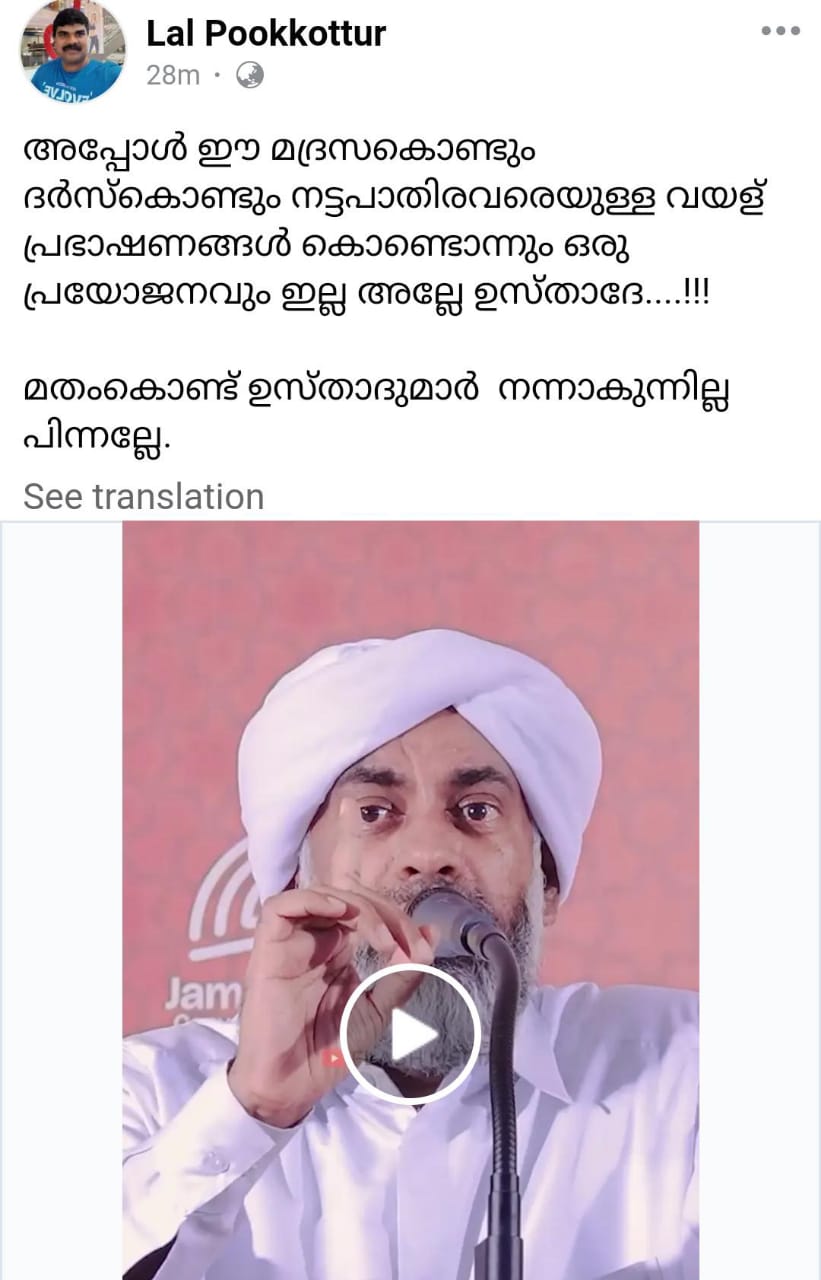 Lal Pookkottur
28m ·
അപ്പോൾ ഈ മദ്രസകൊണ്ടും
ദർസ്കൊണ്ടും നട്ടപാതിരവരെയുള്ള വയള്
പ്രഭാഷണങ്ങൾ കൊണ്ടൊന്നും ഒരു
പ്രയോജനവും ഇല്ല അല്ലേ ഉസ്താദേ....!!!
മതംകൊണ്ട് ഉസ്താദുമാർ നന്നാകുന്നില്ല
പിന്നല്ലേ.
See translation
Jam